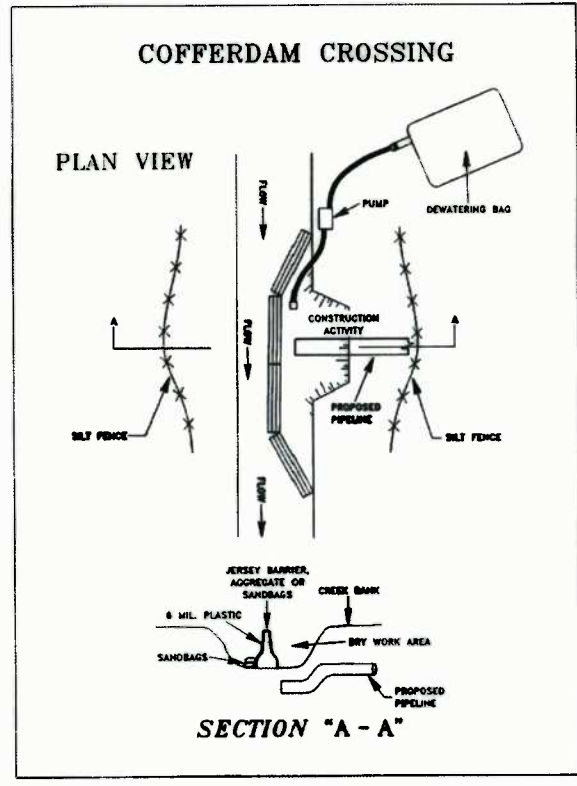 COFFERDAM CROSSING
PLAN VIEW
FLOW
PUMP
DEWATERING BAG
A
A
FLOW
CONSTRUCTION
ACTIVITY
PROPOSED
PIPELINE
SILT FENCE
SILT FENCE
FLOW
JERSEY BARRIER,
AGGREGATE OR
SANDBAGS
CREEK BANK
6 MIL. PLASTIC
DRY WORK AREA
SANDBAGS
PROPOSED
PIPELINE
SECTION "A - A"